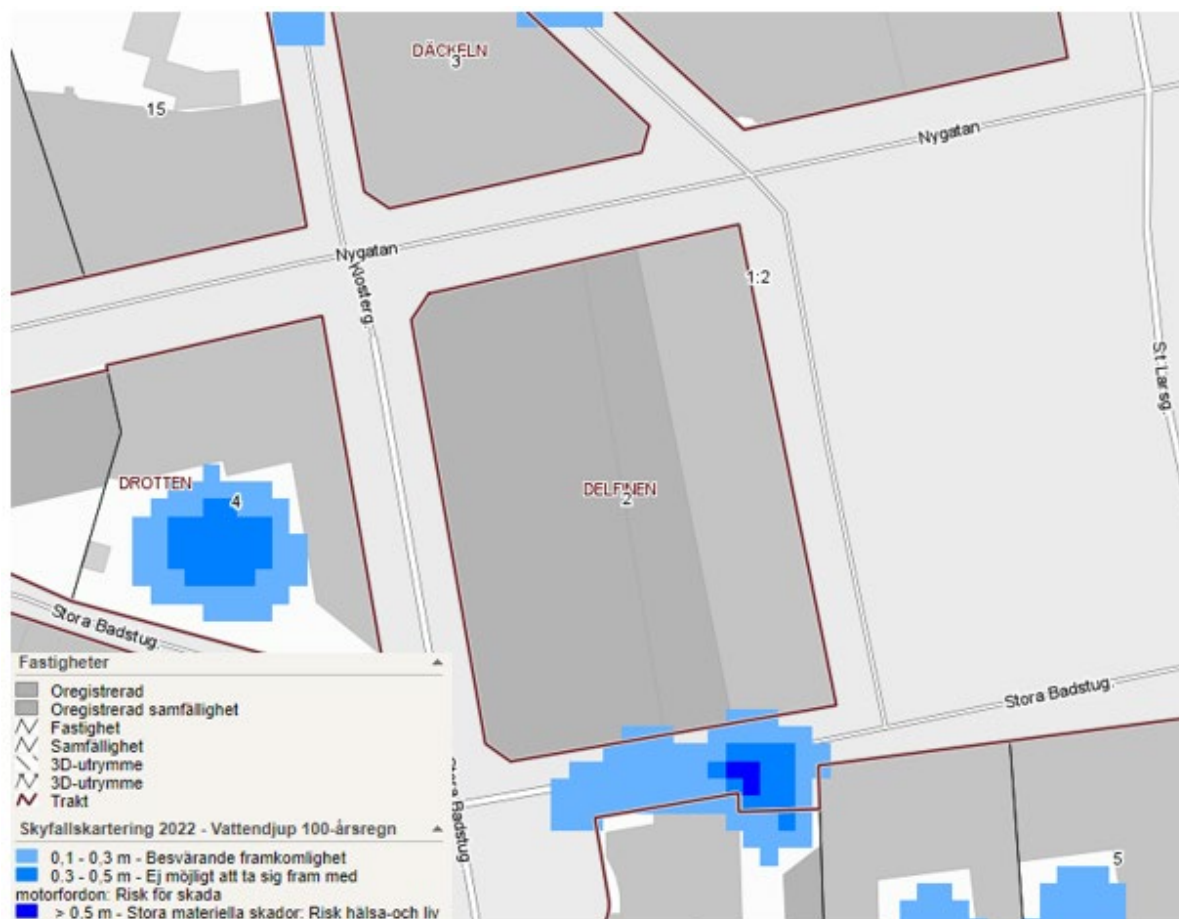 DÄCKELN
3
15
Nygatan
Nygatan
Klosterg.
1:2
St Larsg.
DROTTEN
4
DELFINEN
2
Stora Badstug.
Stora Badstug.
Stora Badstug.
5
Fastigheter
Oregistrerad
Oregistrerad samfällighet
Fastighet
Samfällighet
3D-utrymme
3D-utrymme
Trakt
Skyfallskartering 2022 - Vattendjup 100-årsregn
0,1 - 0,3 m - Besvärande framkomlighet
0.3 - 0,5 m - Ej möjligt att ta sig fram med
motorfordon: Risk för skada
> 0.5 m - Stora materiella skador: Risk hälsa-och liv